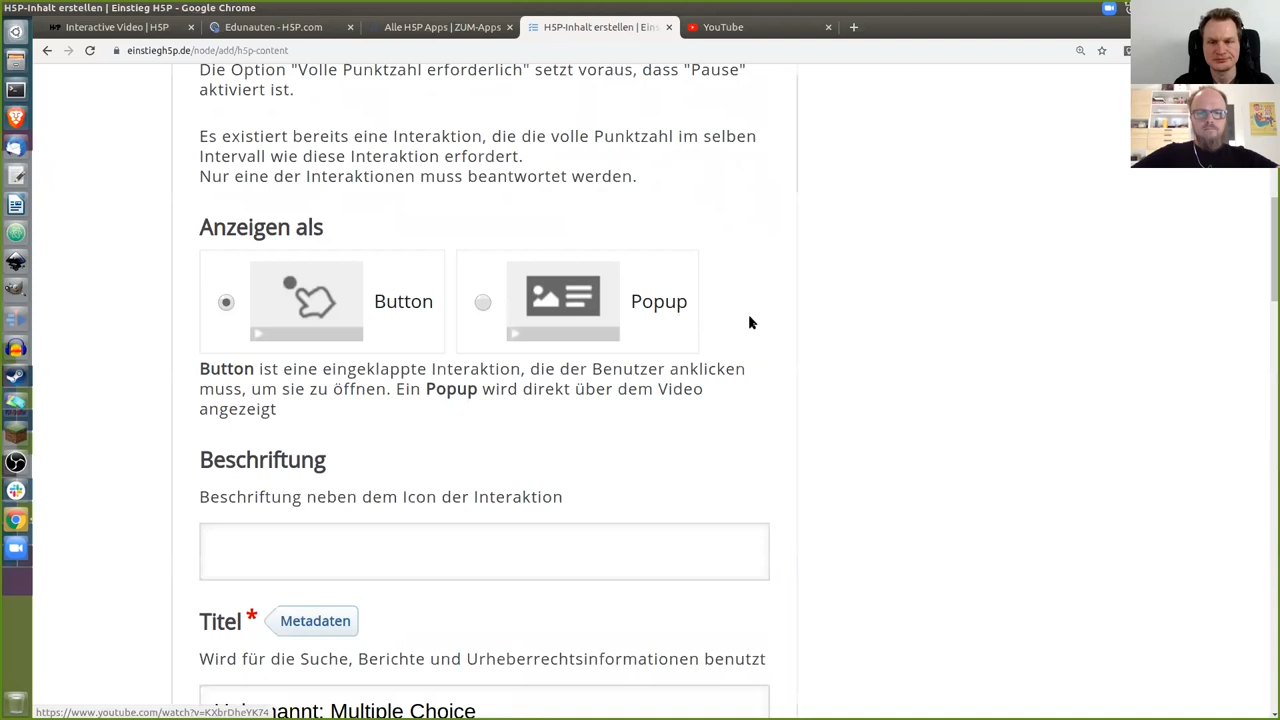 H5P-Inhalt erstellen | Einstieg H5P - Google Chrome
Interactive Video | H5P
Edunauten - H5P.com
Alle H5P Apps | ZUM-Apps
H5P-Inhalt erstellen | Eins
YouTube
einstiegh5p.de/node/add/h5p-content
Die Option "Volle Punktzahl erforderlich" setzt voraus, dass "Pause"
aktiviert ist.
Es existiert bereits eine Interaktion, die die volle Punktzahl im selben
Intervall wie diese Interaktion erfordert.
Nur eine der Interaktionen muss beantwortet werden.
Anzeigen als
Button
Popup
Button ist eine eingeklappte Interaktion, die der Benutzer anklicken
muss, um sie zu öffnen. Ein Popup wird direkt über dem Video
angezeigt
Beschriftung
Beschriftung neben dem Icon der Interaktion
Titel *
Metadaten
Wird für die Suche, Berichte und Urheberrechtsinformationen benutzt
Multiple Choice
https://www.youtube.com/watch?v=KXbrDheYK74